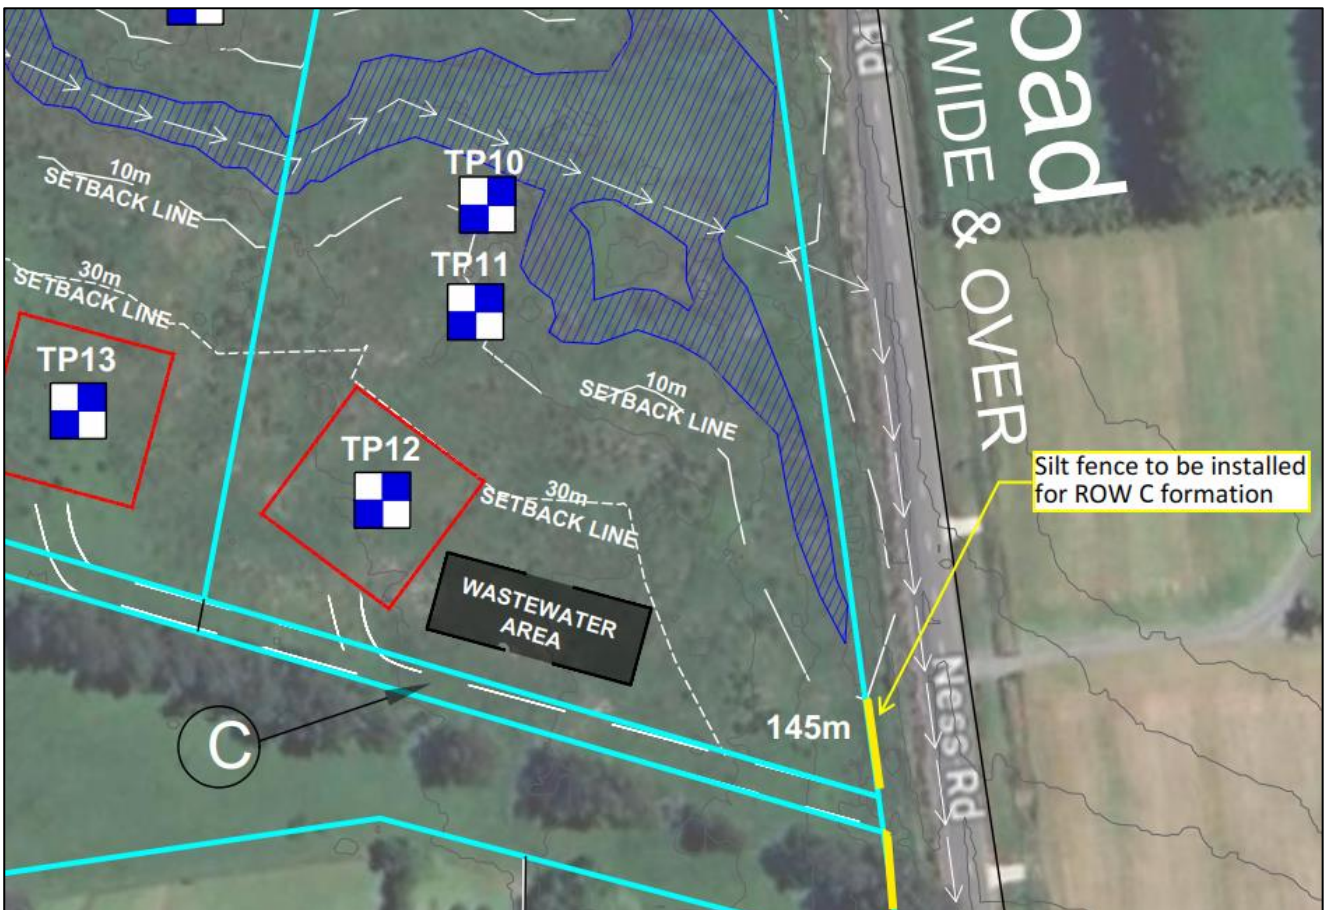 Rd
oad
WIDE & OVER
TP10
10m
SETBACK LINE
TP11
30m
SETBACK LINE
TP13
10m
SETBACK LINE
TP12
Silt fence to be installed
for ROW C formation
30m
SETBACK LINE
WASTEWATER
AREA
C
145m
Ness Rd